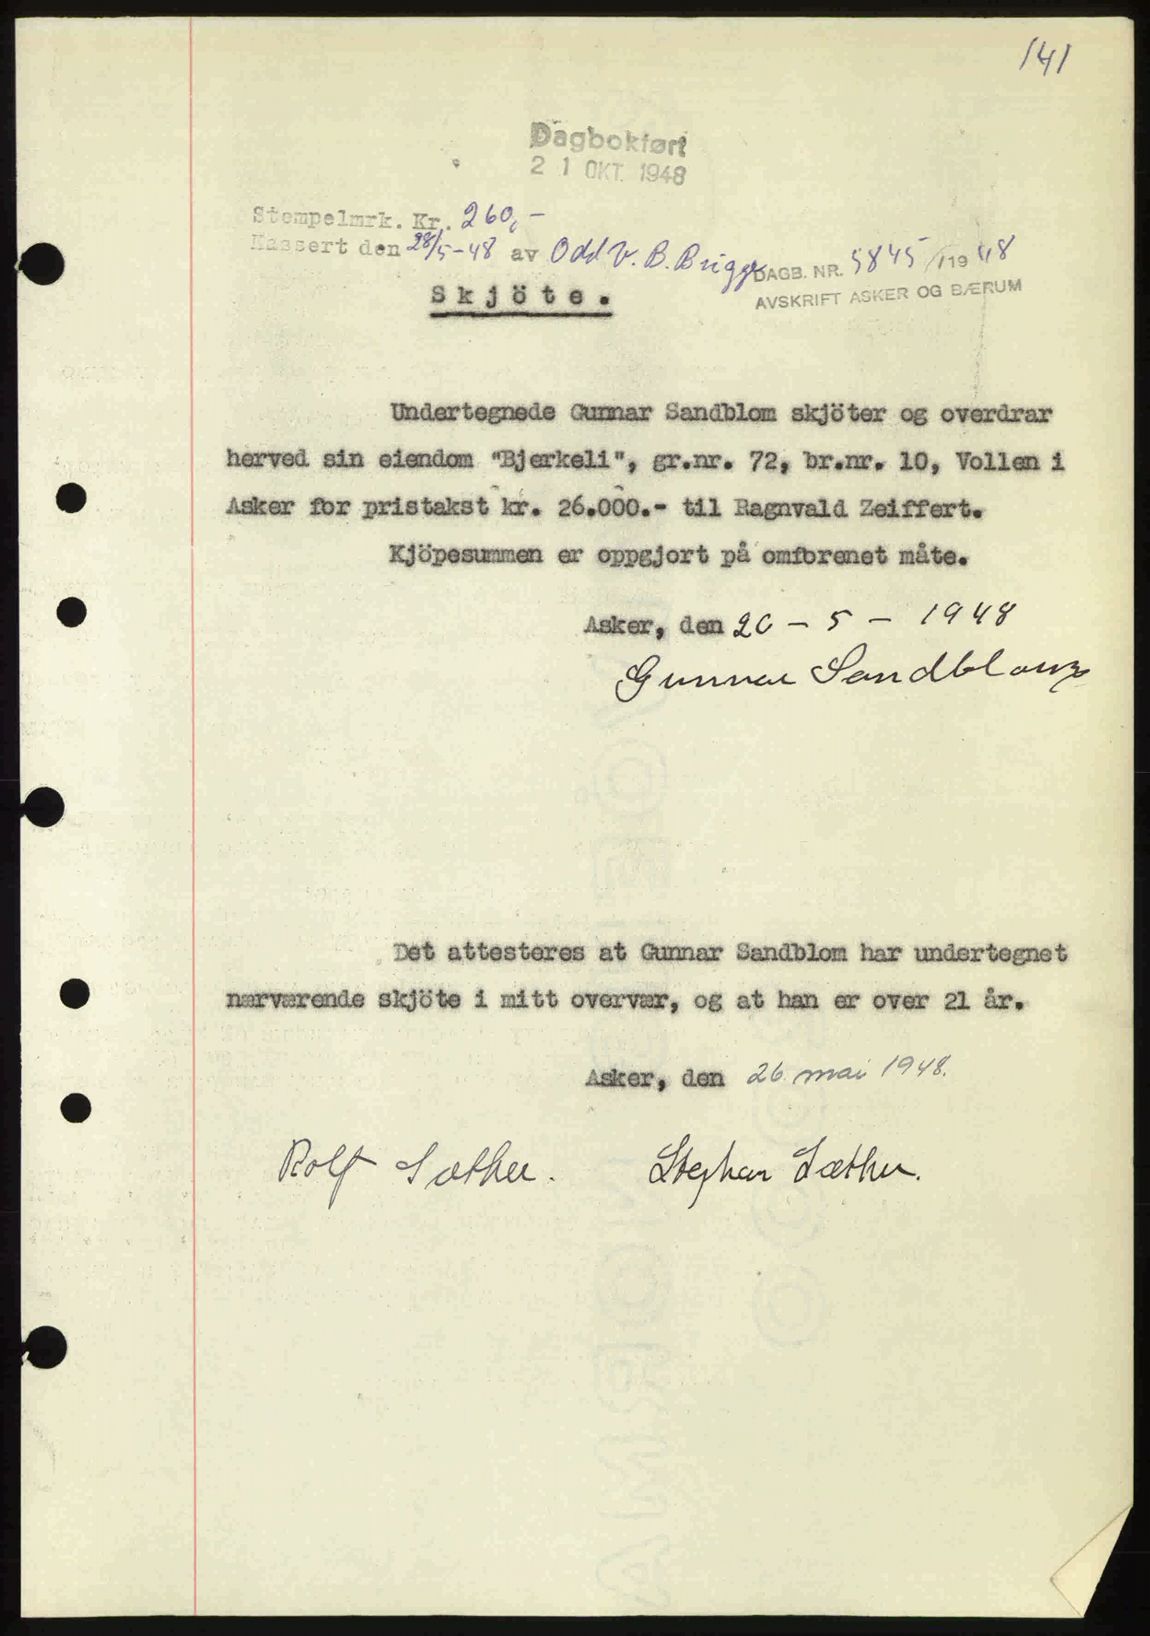 141
Dagbokført
21 OKT. 1948
Stempelmrk. Kr. 260,-
Kassert den 28/5-48 av Odd V. B. Brigge
DAGB. NR. 5845/1948
AVSKRIFT ASKER OG BÆRUM
Skjöte.
Undertegnede Gunnar Sandblom skjöter og overdrar
herved sin eiendom "Bjerkeli", gr.nr. 72, br.nr. 10, Vollen i
Asker for pristakst kr. 26.000.- til Ragnvald Zeiffert.
Kjöpesummen er oppgjort på omforenet måte.
Asker, den 20 - 5 - 1948
Gunnar Sandblom
Det attesteres at Gunnar Sandblom har undertegnet
nærværende skjöte i mitt overvær, og at han er over 21 år.
Asker, den 26. mai 1948.
Rolf Sæther. Stephan Sæther.